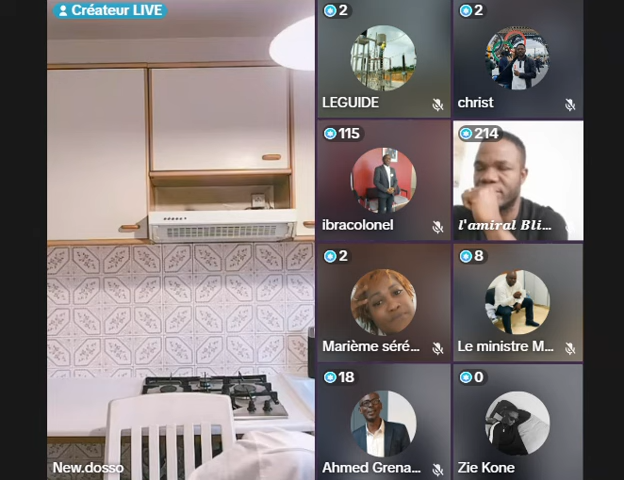 Créateur LIVE
2
LEGUIDE
2
christ
115
ibracolonel
214
l'amiral Bli...
2
Marième séré...
8
Le ministre M...
18
Ahmed Grena...
0
Zie Kone
New.dosso